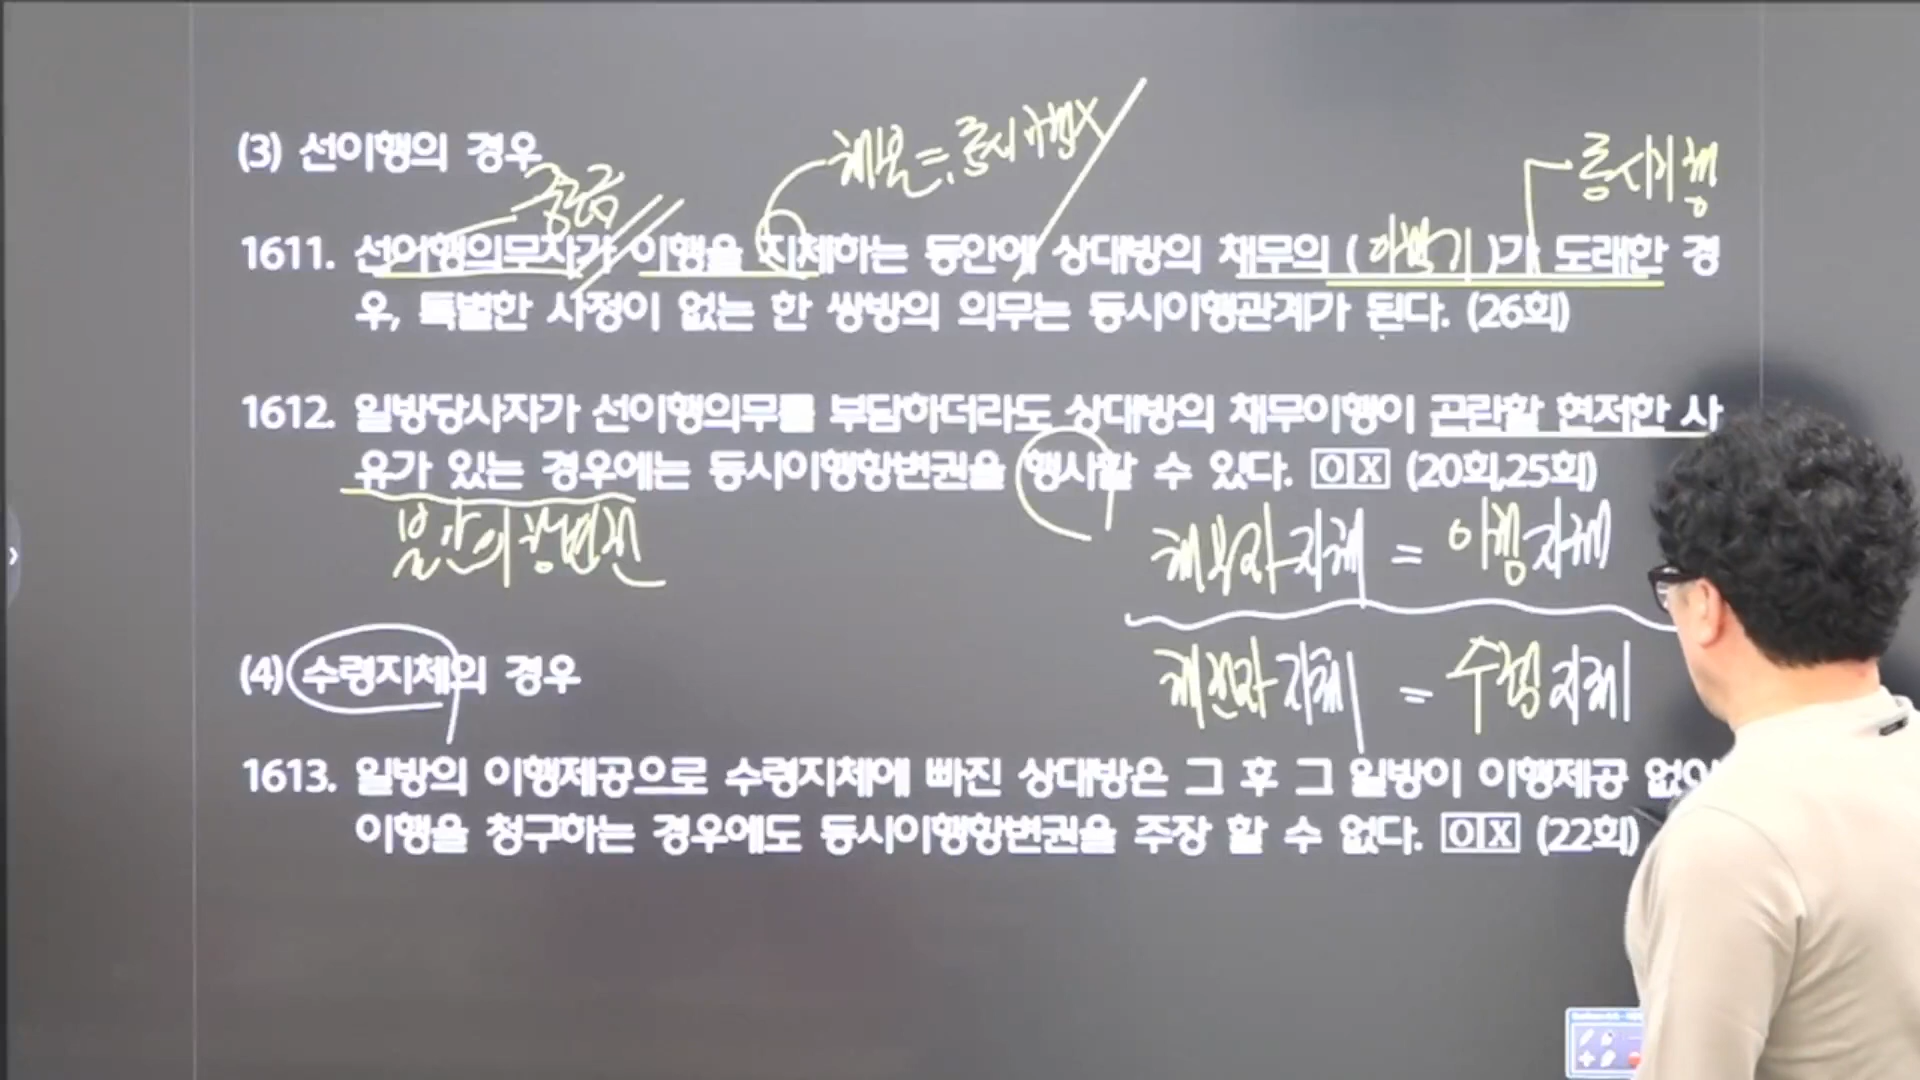 (3) 선이행의 경우
중도금
해온 = 동시이행X
동시이행
1611. 선이행의무자가 이행을 지체하는 동안에 상대방의 채무의 ( 이행기 )가 도래한 경
우, 특별한 사정이 없는 한 쌍방의 의무는 동시이행관계가 된다. (26회)
1612. 일방당사자가 선이행의무를 부담하더라도 상대방의 채무이행이 곤란할 현저한 사
유가 있는 경우에는 동시이행항변권을 행사할 수 있다. O X (20회,25회)
불안의 항변권
채무자 지체 = 이행지체
채권자 지체 = 수령지체
(4) 수령지체의 경우
1613. 일방의 이행제공으로 수령지체에 빠진 상대방은 그 후 그 일방이 이행제공 없이
이행을 청구하는 경우에도 동시이행항변권을 주장 할 수 없다. O X (22회)